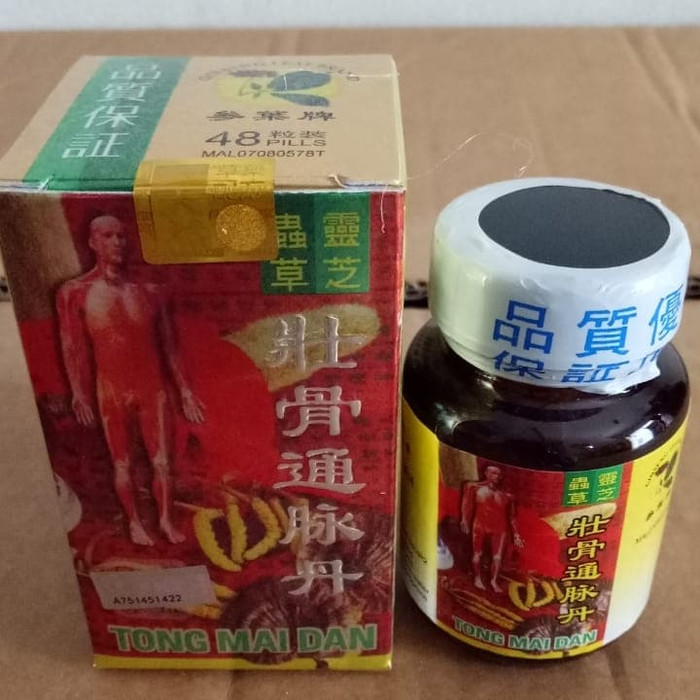 品質保証
參葉牌
48粒裝
PILLS
MAL07080578T
靈芝
蟲草
壯骨通脉丹
A751451422
TONG MAI DAN
品質優
保証
靈芝
蟲草
壯骨通脉丹
TONG MAI DAN